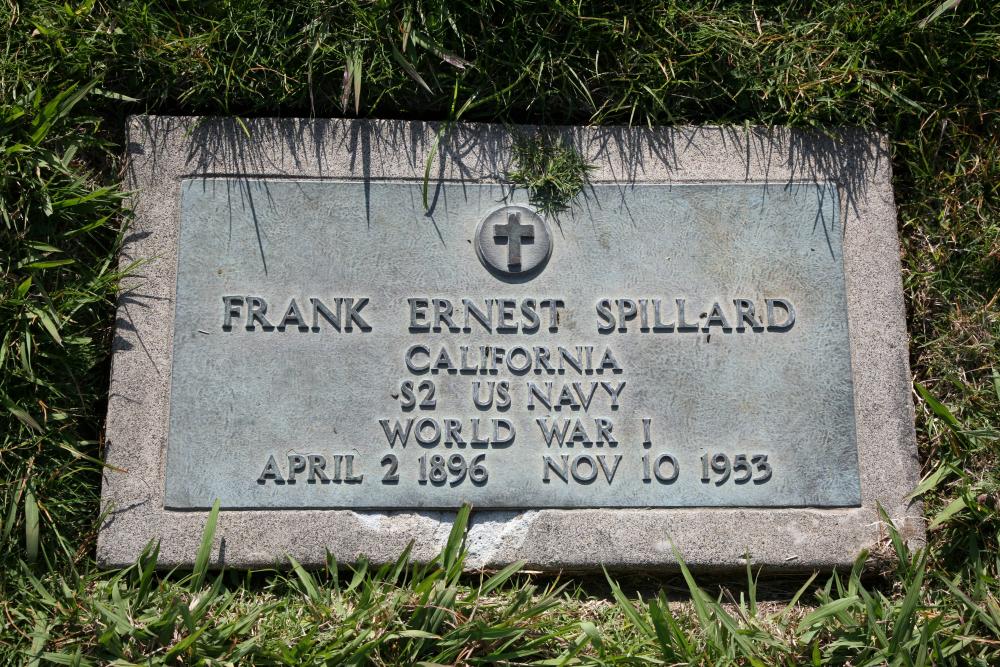 FRANK ERNEST SPILLARD
CALIFORNIA
S2 US NAVY
WORLD WAR I
APRIL 2 1896 NOV 10 1953